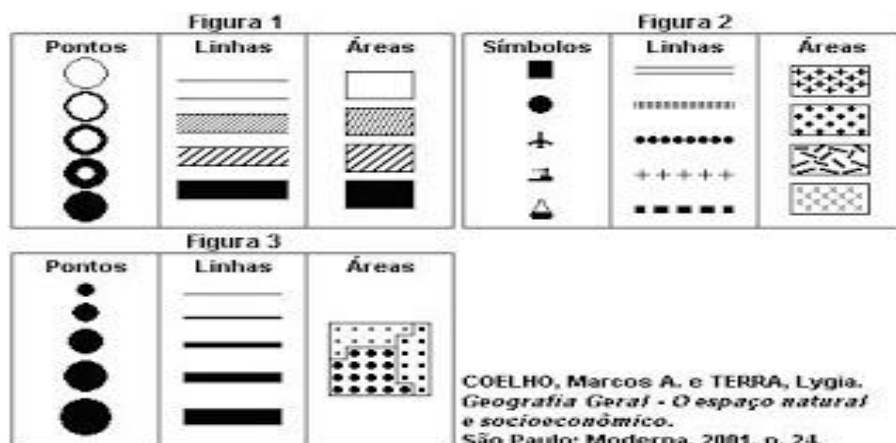 Figura 1
Pontos Linhas Áreas
Figura 2
Símbolos Linhas Áreas
Figura 3
Pontos Linhas Áreas
COELHO, Marcos A. e TERRA, Lygia.
Geografia Geral - O espaço natural
e socioeconômico.
São Paulo: Moderna, 2001. p. 24